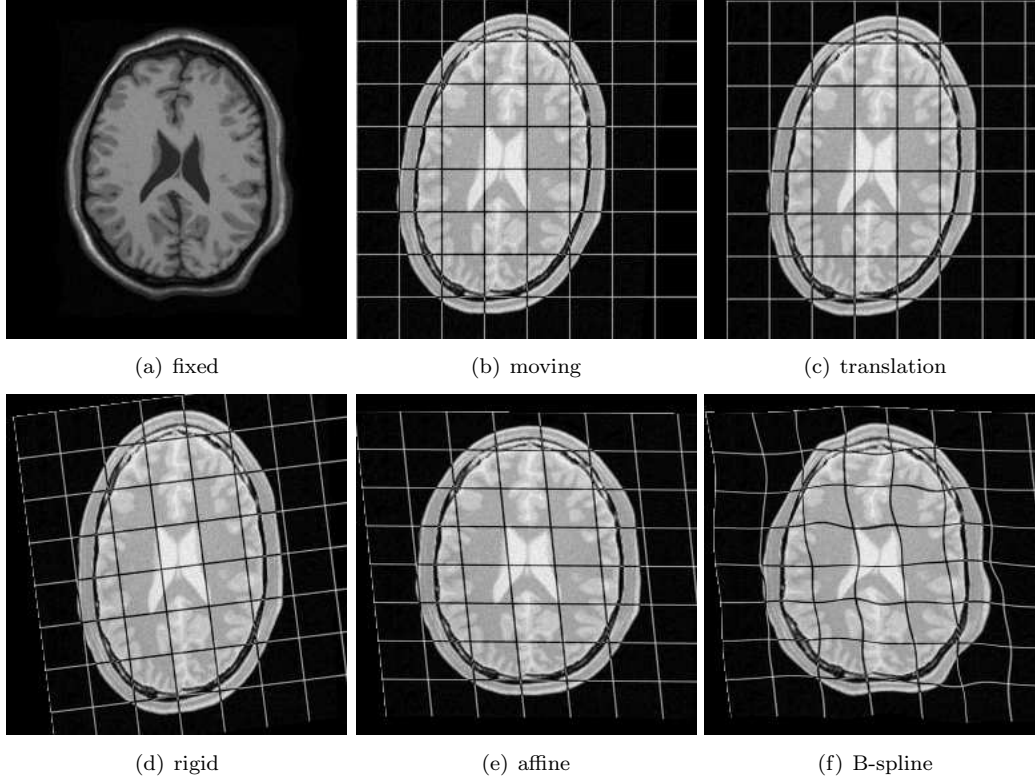 (a) fixed
(b) moving
(c) translation
(d) rigid
(e) affine
(f) B-spline